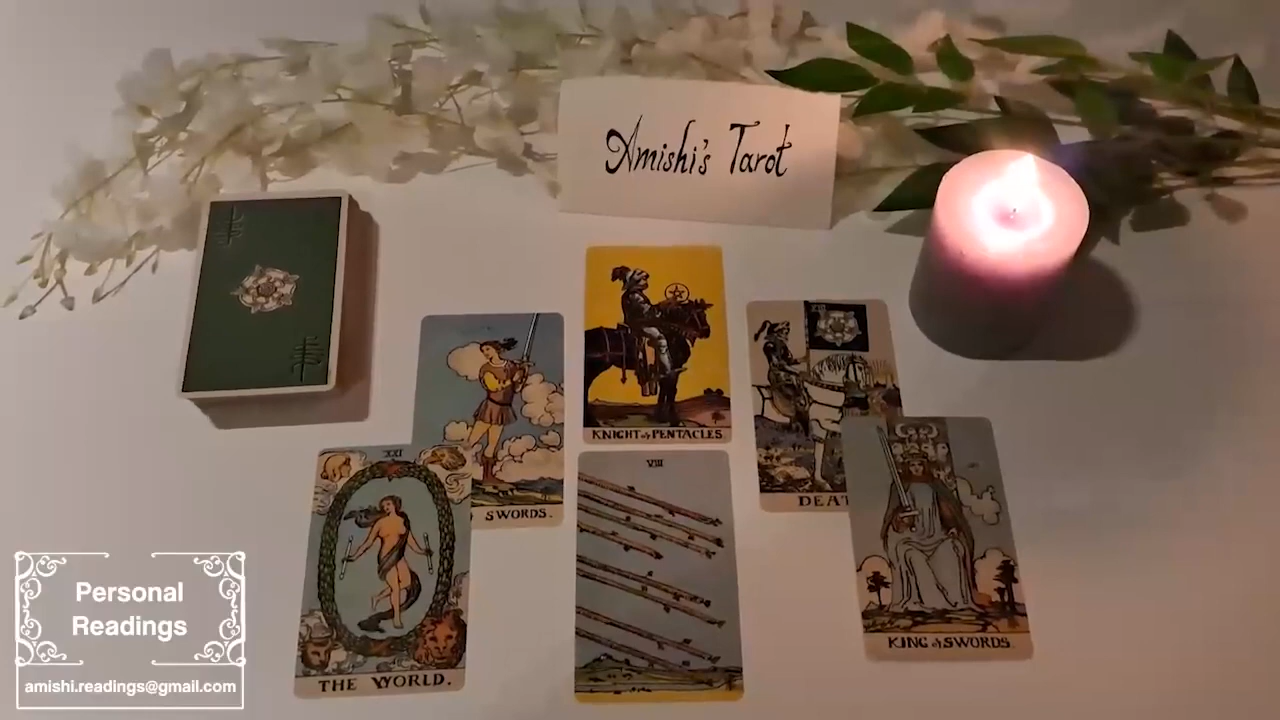 Amishi's Tarot
KNIGHT of PENTACLES
XIII
DEAT
SWORDS.
XXI
THE WORLD.
VIII
KING of SWORDS.
Personal
Readings
amishi.readings@gmail.com